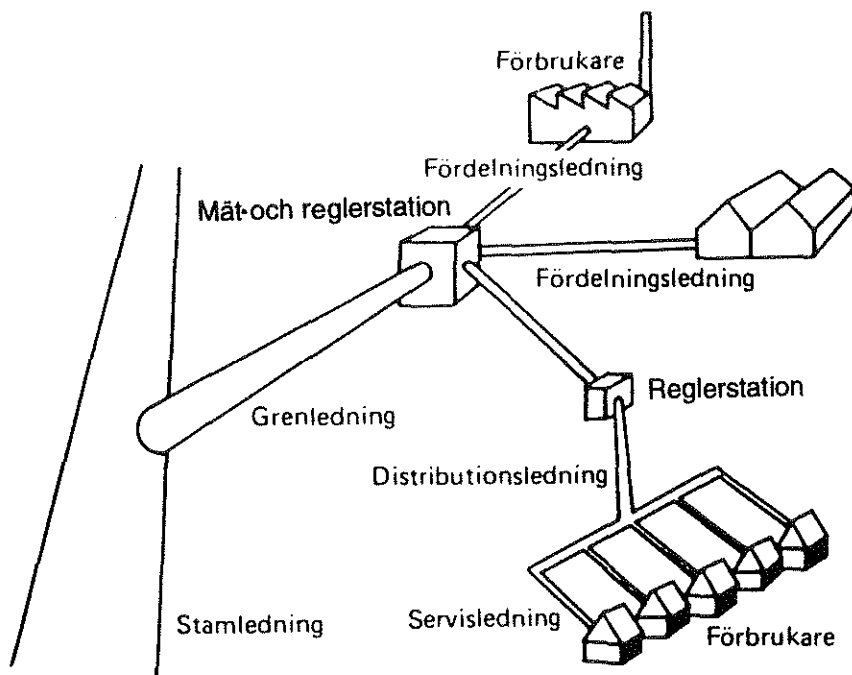 Förbrukare
Fördelningsledning
Mät-och reglerstation
Fördelningsledning
Reglerstation
Grenledning
Distributionsledning
Stamledning
Servisledning
Förbrukare